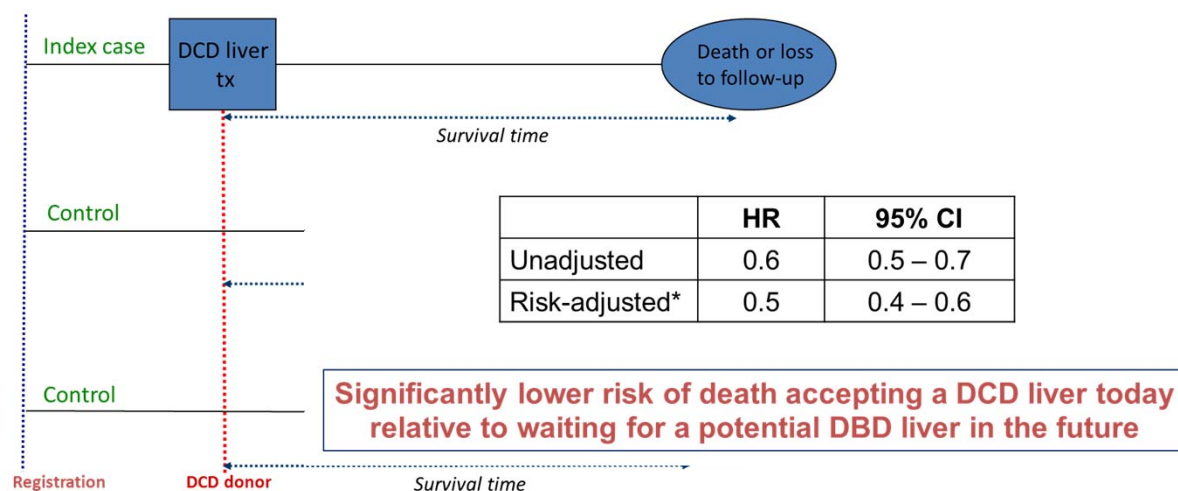 Index case
DCD liver
tx
Death or loss
to follow-up
Survival time
Control
HR 95% CI
Unadjusted 0.6 0.5 – 0.7
Risk-adjusted* 0.5 0.4 – 0.6
Control
Significantly lower risk of death accepting a DCD liver today
relative to waiting for a potential DBD liver in the future
Registration
DCD donor
Survival time